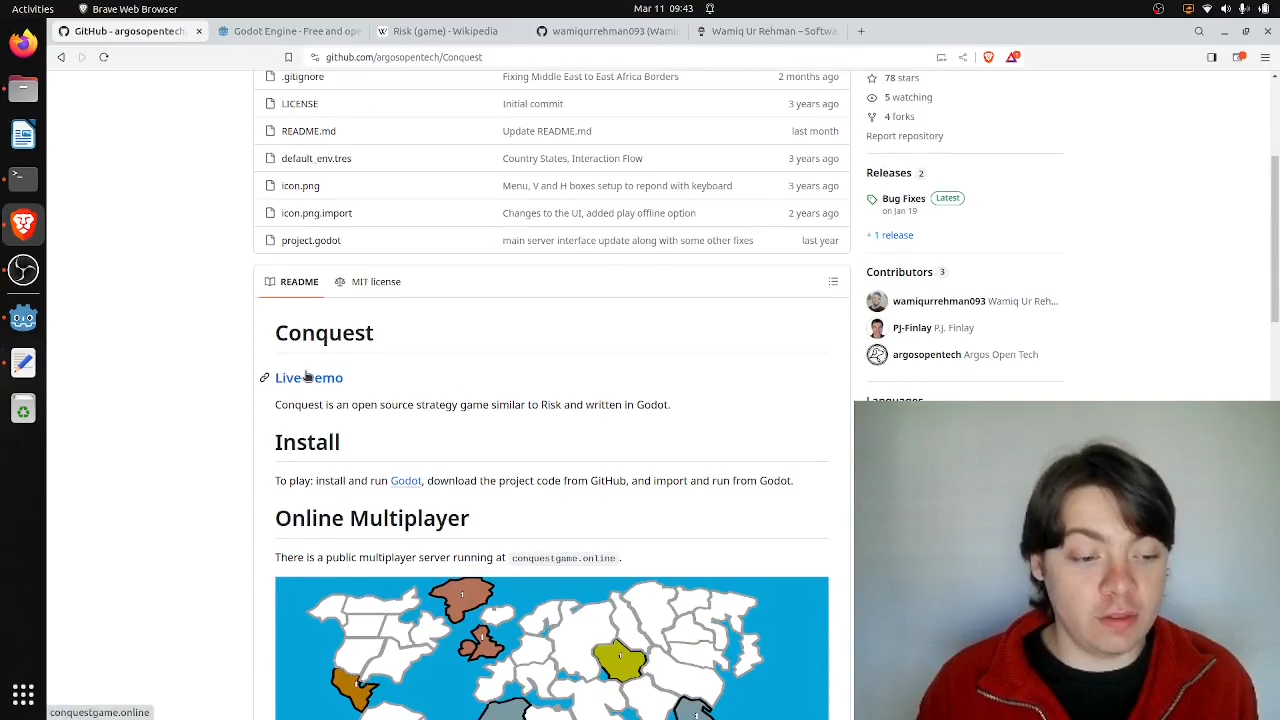 Activities
Brave Web Browser
Mar 11 09:43
GitHub - argosopentech,
Godot Engine - Free and ope
Risk (game) - Wikipedia
wamiqurrehman093 (Wamiq
Wamiq Ur Rehman – Softwa
github.com/argosopentech/Conquest
.gitignore
Fixing Middle East to East Africa Borders
2 months ago
78 stars
LICENSE
Initial commit
3 years ago
5 watching
4 forks
README.md
Update README.md
last month
Report repository
default_env.tres
Country States, Interaction Flow
3 years ago
icon.png
Menu, V and H boxes setup to repond with keyboard
3 years ago
icon.png.import
Changes to the UI, added play offline option
2 years ago
project.godot
main server interface update along with some other fixes
last year
Releases 2
Bug Fixes Latest
on Jan 19
+ 1 release
Contributors 3
wamiqurrehman093 Wamiq Ur Reh...
PJ-Finlay P.J. Finlay
argosopentech Argos Open Tech
Languages
README
MIT license
Conquest
Live Demo
Conquest is an open source strategy game similar to Risk and written in Godot.
Install
To play: install and run Godot, download the project code from GitHub, and import and run from Godot.
Online Multiplayer
There is a public multiplayer server running at conquestgame.online.
1
1
conquestgame.online